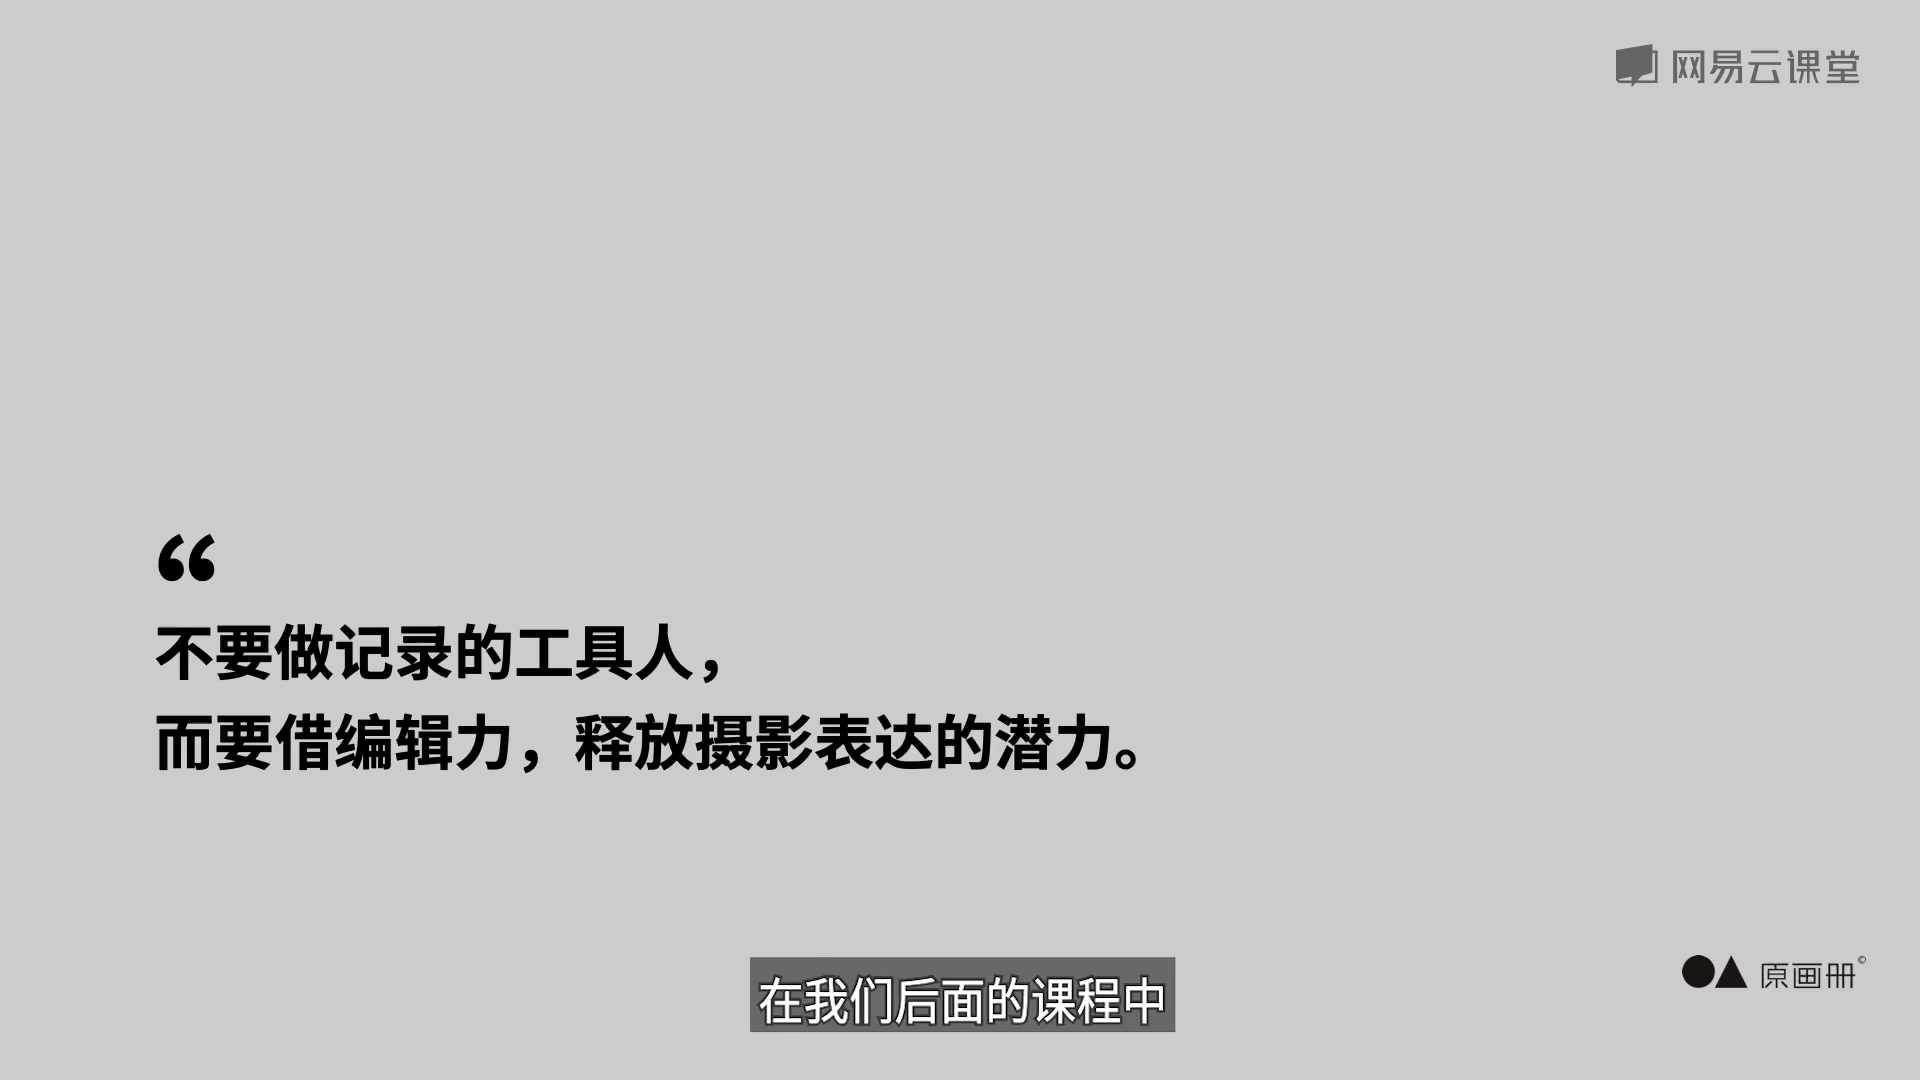 网易云课堂
“
不要做记录的工具人，
而要借编辑力，释放摄影表达的潜力。
原画册©
在我们后面的课程中